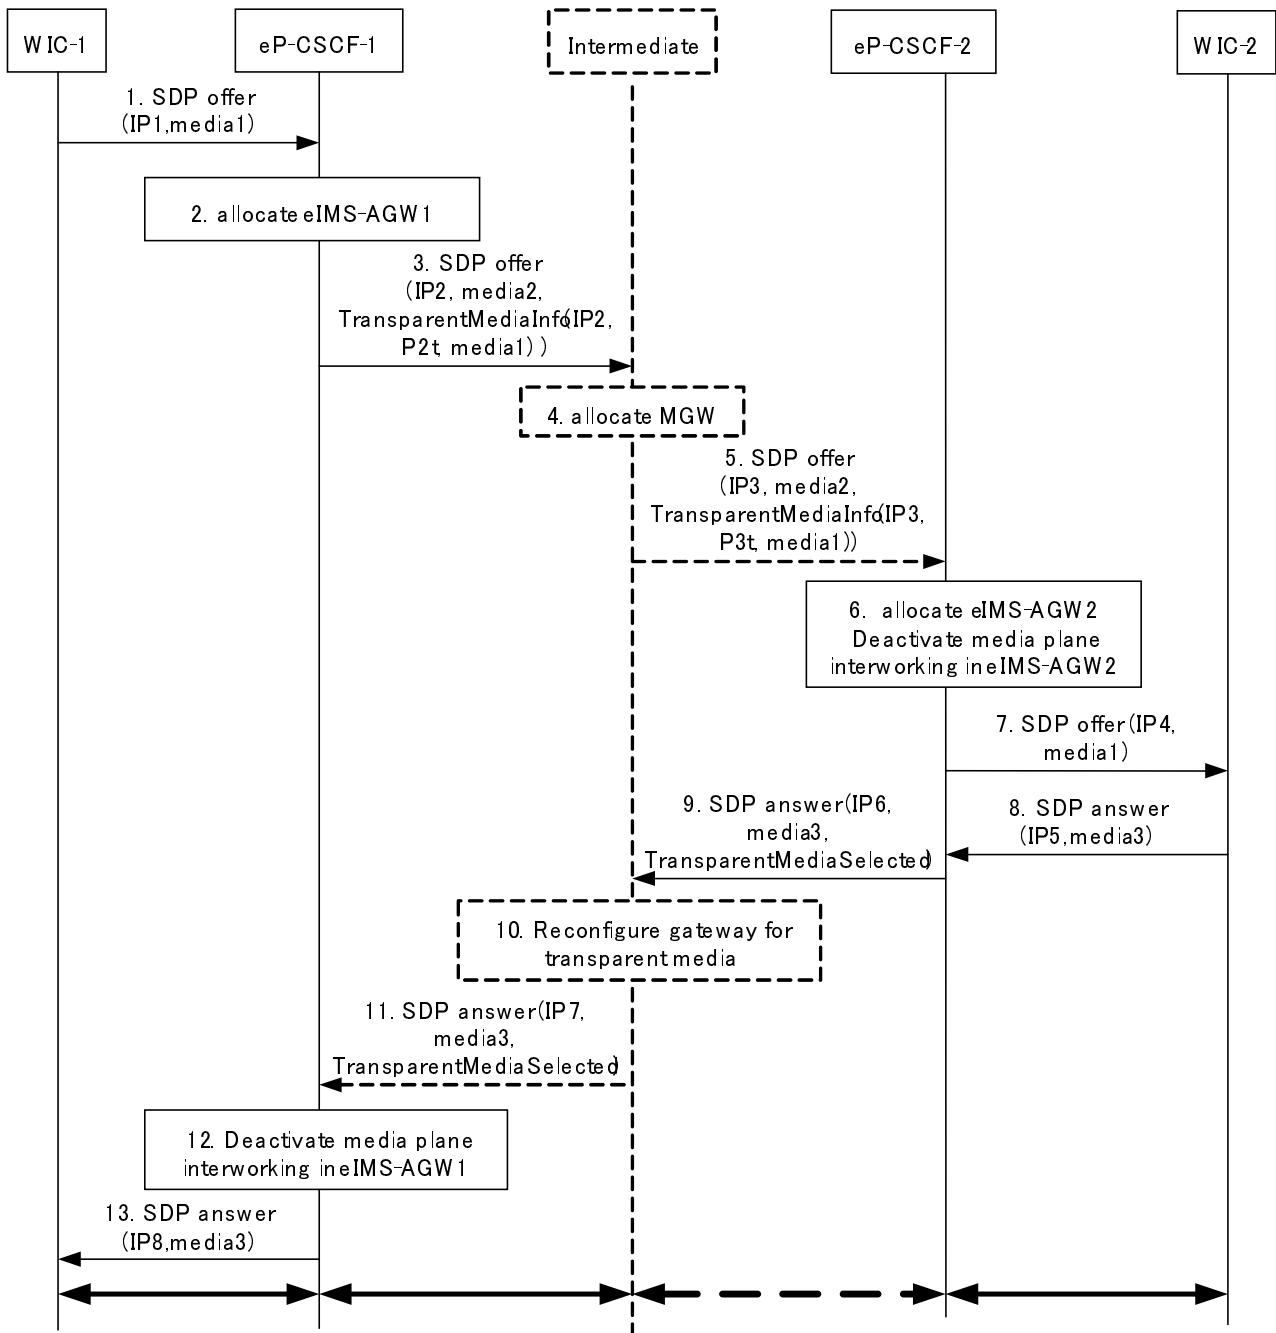 WIC-1
eP-CSCF-1
Intermediate
eP-CSCF-2
WIC-2
1. SDP offer
(IP1,media1)
2. allocate eIMS-AGW1
3. SDP offer
(IP2, media2,
TransparentMediaInfo(IP2,
P2t, media1))
4. allocate MGW
5. SDP offer
(IP3, media2,
TransparentMediaInfo(IP3,
P3t, media1))
6. allocate eIMS-AGW2
Deactivate media plane
interworking in eIMS-AGW2
7. SDP offer(IP4,
media1)
8. SDP answer
(IP5,media3)
9. SDP answer(IP6,
media3,
TransparentMediaSelected)
10. Reconfigure gateway for
transparent media
11. SDP answer(IP7,
media3,
TransparentMediaSelected)
12. Deactivate media plane
interworking in eIMS-AGW1
13. SDP answer
(IP8,media3)